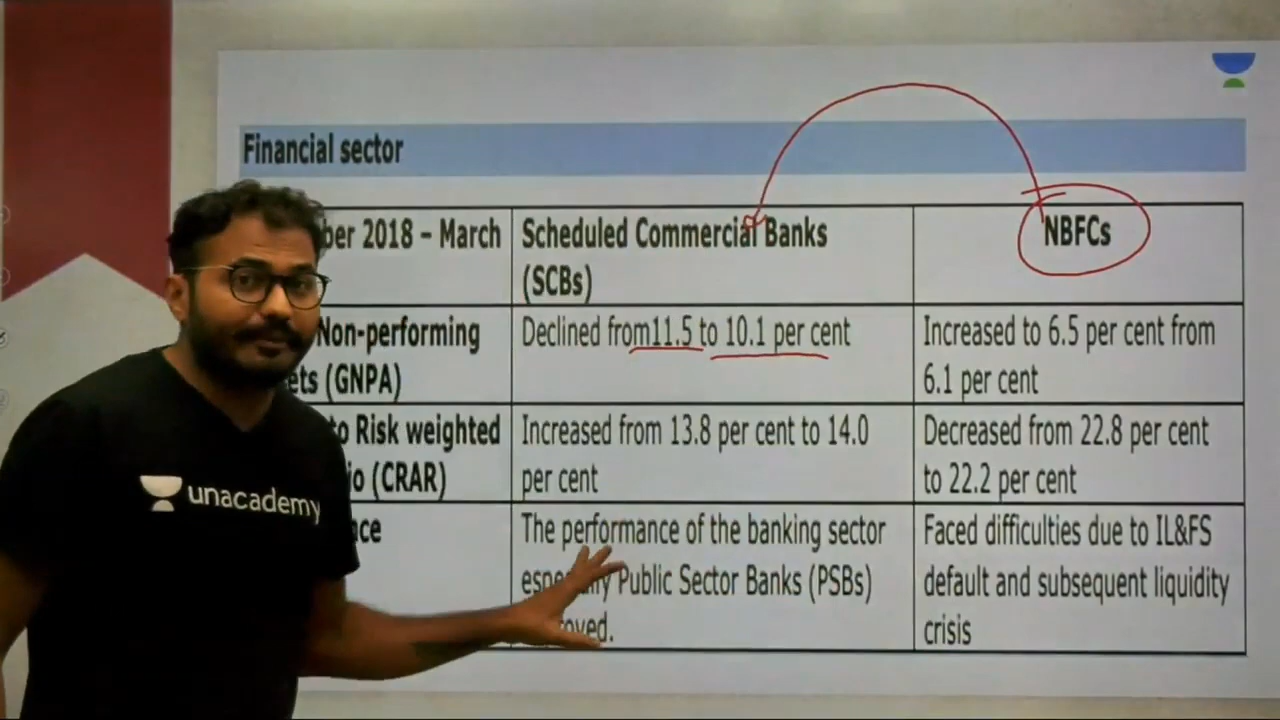 Financial sector
ber 2018 – March
Scheduled Commercial Banks
(SCBs)
NBFCs
Non-performing
ets (GNPA)
Declined from11.5 to 10.1 per cent
Increased to 6.5 per cent from
6.1 per cent
to Risk weighted
io (CRAR)
Increased from 13.8 per cent to 14.0
per cent
Decreased from 22.8 per cent
to 22.2 per cent
The performance of the banking sector
Public Sector Banks (PSBs)
Faced difficulties due to IL&FS
default and subsequent liquidity
crisis
unacademy